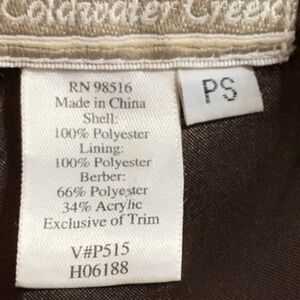 Coldwater Creek
PS
RN 98516
Made in China
Shell:
100% Polyester
Lining:
100% Polyester
Berber:
66% Polyester
34% Acrylic
Exclusive of Trim
V#P515
H06188